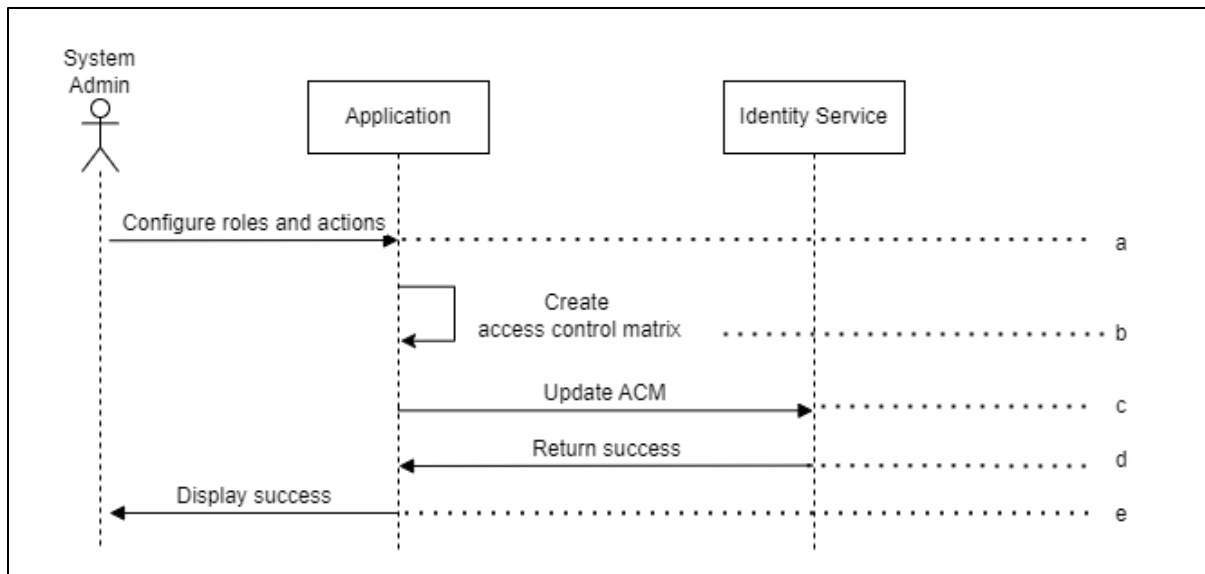 System
Admin
Application
Identity Service
Configure roles and actions
a
Create
access control matrix
b
Update ACM
c
Return success
d
Display success
e